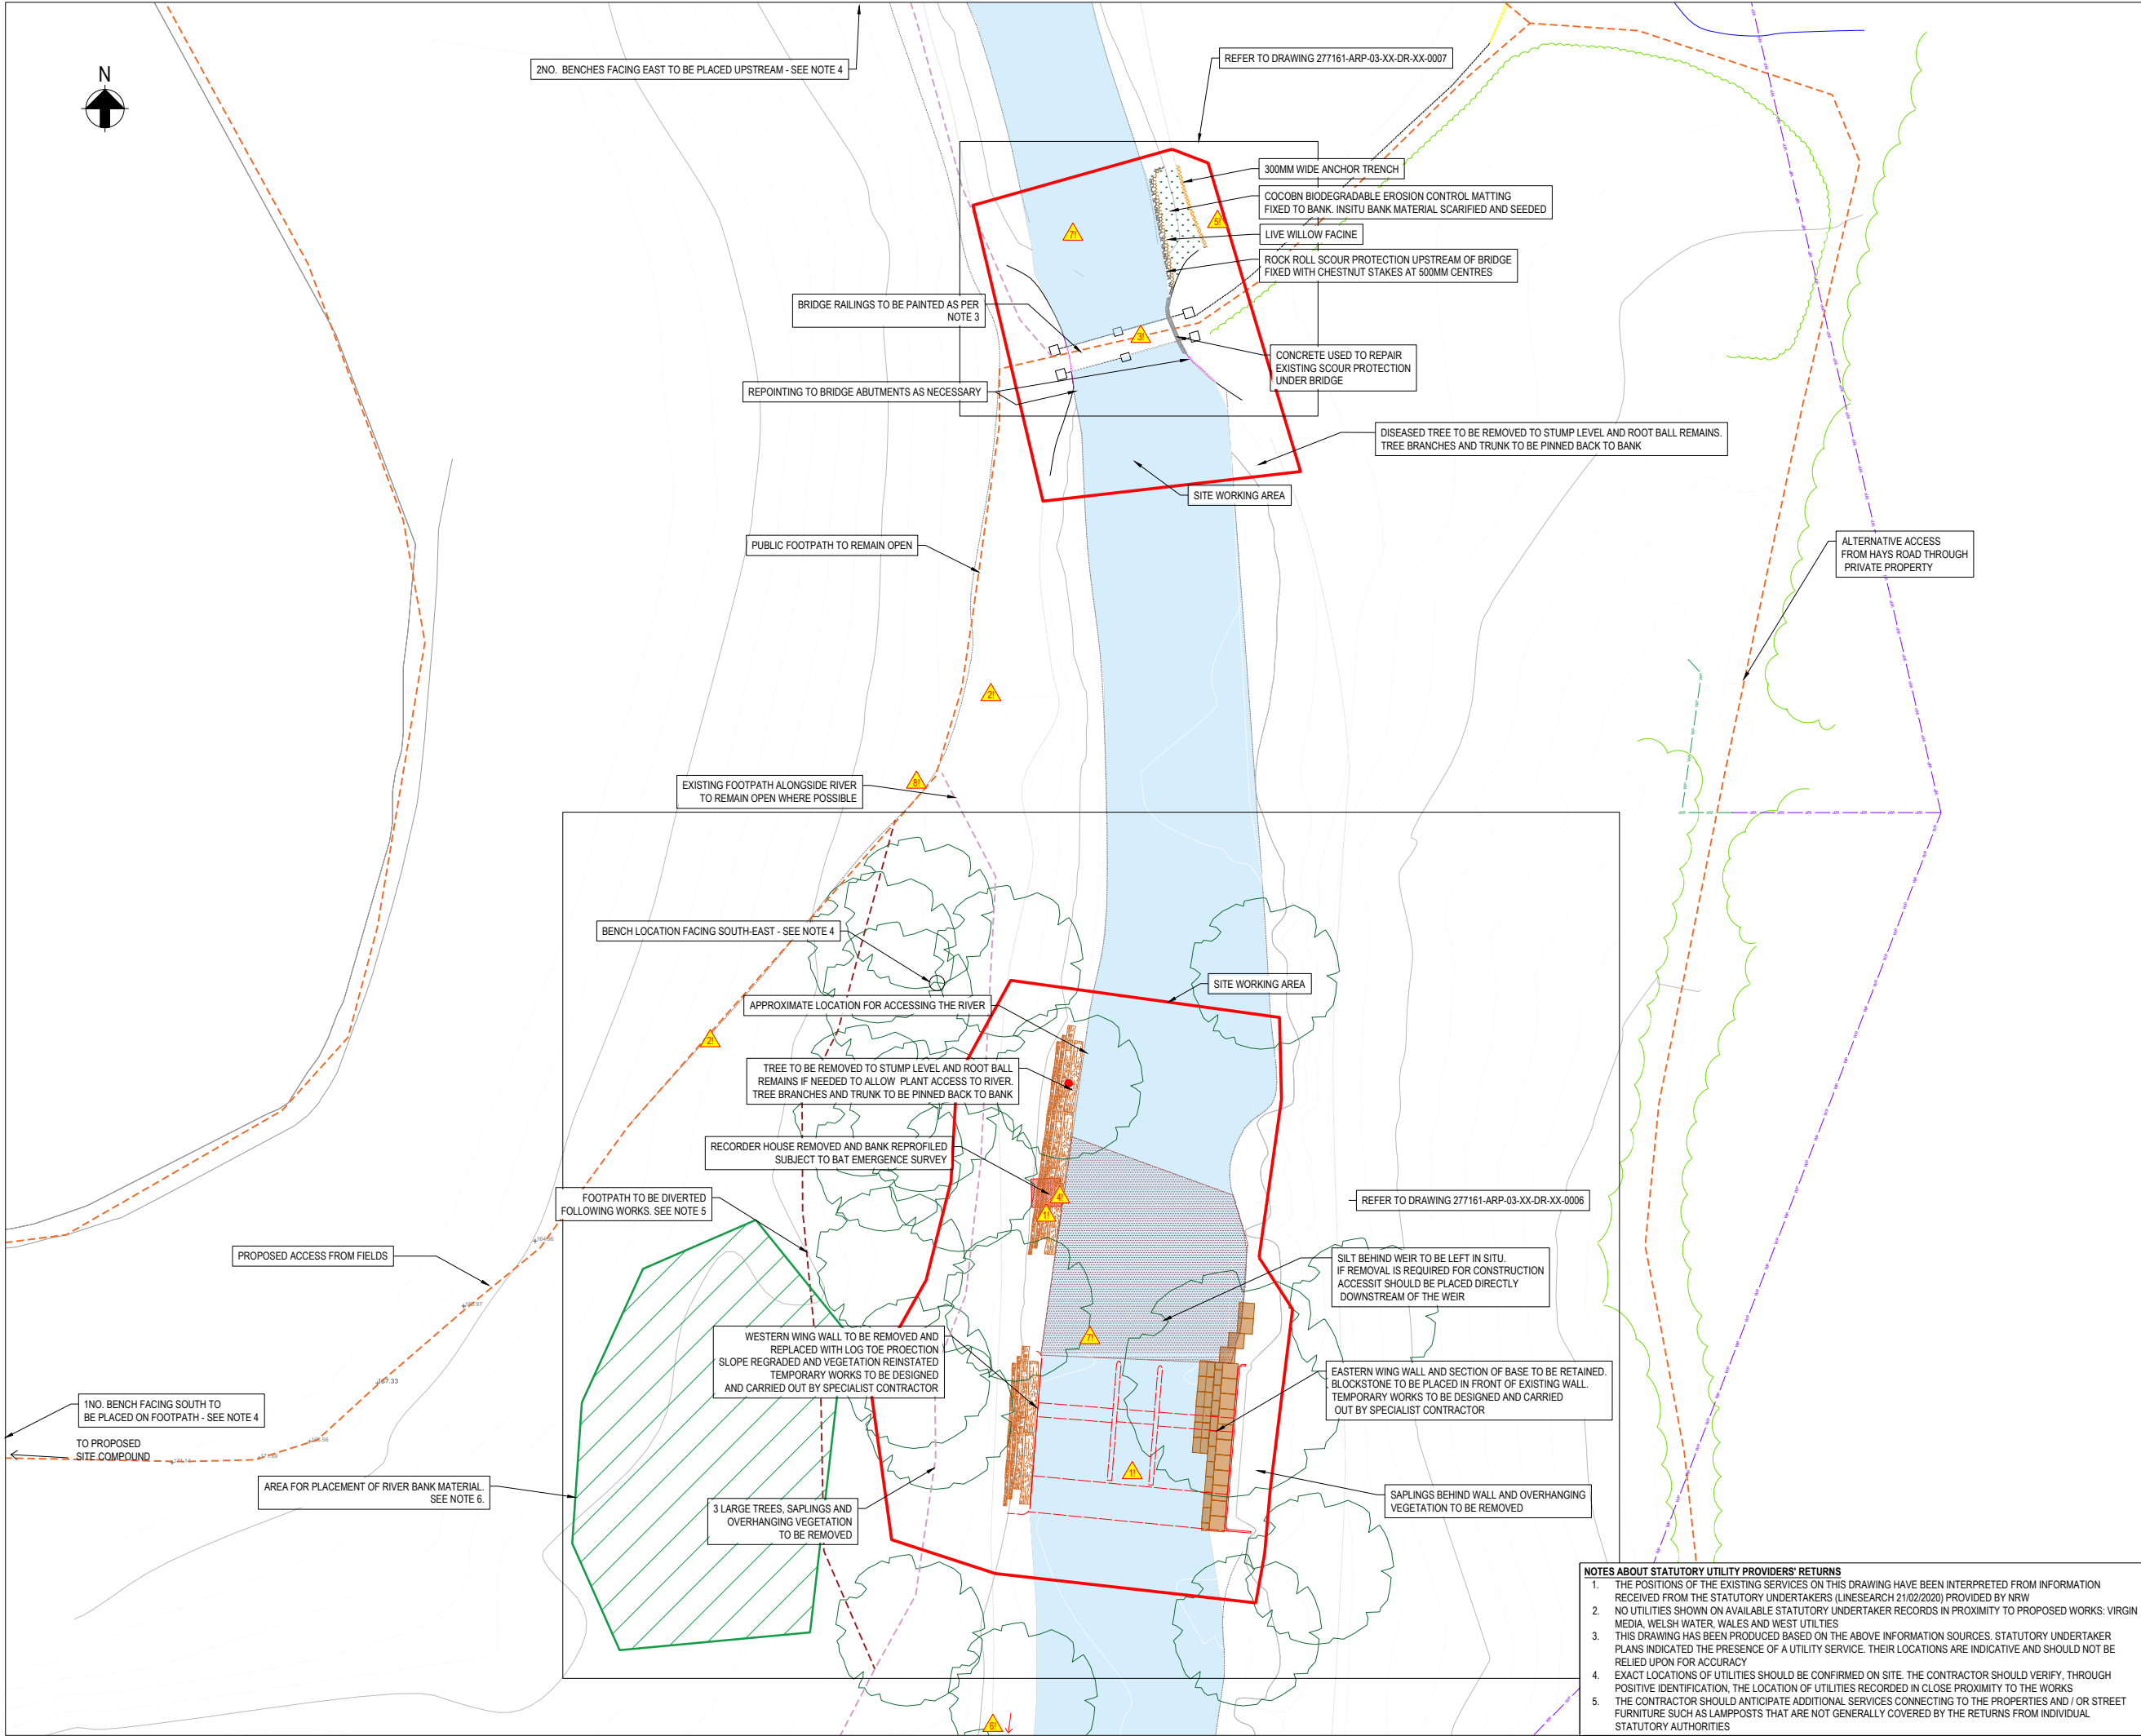 N
2NO. BENCHES FACING EAST TO BE PLACED UPSTREAM - SEE NOTE 4
REFER TO DRAWING 277161-ARP-03-XX-DR-XX-0007
300MM WIDE ANCHOR TRENCH
COCOBN BIODEGRADABLE EROSION CONTROL MATTING
FIXED TO BANK. INSITU BANK MATERIAL SCARIFIED AND SEEDED
LIVE WILLOW FACINE
ROCK ROLL SCOUR PROTECTION UPSTREAM OF BRIDGE
FIXED WITH CHESTNUT STAKES AT 500MM CENTRES
7!
5!
BRIDGE RAILINGS TO BE PAINTED AS PER
NOTE 3
3!
CONCRETE USED TO REPAIR
EXISTING SCOUR PROTECTION
UNDER BRIDGE
REPOINTING TO BRIDGE ABUTMENTS AS NECESSARY
DISEASED TREE TO BE REMOVED TO STUMP LEVEL AND ROOT BALL REMAINS.
TREE BRANCHES AND TRUNK TO BE PINNED BACK TO BANK
SITE WORKING AREA
PUBLIC FOOTPATH TO REMAIN OPEN
ALTERNATIVE ACCESS
FROM HAYS ROAD THROUGH
PRIVATE PROPERTY
2!
8!
EXISTING FOOTPATH ALONGSIDE RIVER
TO REMAIN OPEN WHERE POSSIBLE
BENCH LOCATION FACING SOUTH-EAST - SEE NOTE 4
SITE WORKING AREA
APPROXIMATE LOCATION FOR ACCESSING THE RIVER
2!
TREE TO BE REMOVED TO STUMP LEVEL AND ROOT BALL
REMAINS IF NEEDED TO ALLOW PLANT ACCESS TO RIVER.
TREE BRANCHES AND TRUNK TO BE PINNED BACK TO BANK
RECORDER HOUSE REMOVED AND BANK REPROFILED
SUBJECT TO BAT EMERGENCE SURVEY
4!
1!
FOOTPATH TO BE DIVERTED
FOLLOWING WORKS. SEE NOTE 5
REFER TO DRAWING 277161-ARP-03-XX-DR-XX-0006
PROPOSED ACCESS FROM FIELDS
SILT BEHIND WEIR TO BE LEFT IN SITU.
IF REMOVAL IS REQUIRED FOR CONSTRUCTION
ACCESSIT SHOULD BE PLACED DIRECTLY
DOWNSTREAM OF THE WEIR
7!
WESTERN WING WALL TO BE REMOVED AND
REPLACED WITH LOG TOE PROECTION
SLOPE REGRADED AND VEGETATION REINSTATED
TEMPORARY WORKS TO BE DESIGNED
AND CARRIED OUT BY SPECIALIST CONTRACTOR
EASTERN WING WALL AND SECTION OF BASE TO BE RETAINED.
BLOCKSTONE TO BE PLACED IN FRONT OF EXISTING WALL.
TEMPORARY WORKS TO BE DESIGNED AND CARRIED
OUT BY SPECIALIST CONTRACTOR
1NO. BENCH FACING SOUTH TO
BE PLACED ON FOOTPATH - SEE NOTE 4
TO PROPOSED
SITE COMPOUND
1!
AREA FOR PLACEMENT OF RIVER BANK MATERIAL.
SEE NOTE 6.
3 LARGE TREES, SAPLINGS AND
OVERHANGING VEGETATION
TO BE REMOVED
SAPLINGS BEHIND WALL AND OVERHANGING
VEGETATION TO BE REMOVED
6!
NOTES ABOUT STATUTORY UTILITY PROVIDERS' RETURNS
1. THE POSITIONS OF THE EXISTING SERVICES ON THIS DRAWING HAVE BEEN INTERPRETED FROM INFORMATION
RECEIVED FROM THE STATUTORY UNDERTAKERS (LINESEARCH 21/02/2020) PROVIDED BY NRW
2. NO UTILITIES SHOWN ON AVAILABLE STATUTORY UNDERTAKER RECORDS IN PROXIMITY TO PROPOSED WORKS: VIRGIN
MEDIA, WELSH WATER, WALES AND WEST UTILTIES
3. THIS DRAWING HAS BEEN PRODUCED BASED ON THE ABOVE INFORMATION SOURCES. STATUTORY UNDERTAKER
PLANS INDICATED THE PRESENCE OF A UTILITY SERVICE. THEIR LOCATIONS ARE INDICATIVE AND SHOULD NOT BE
RELIED UPON FOR ACCURACY
4. EXACT LOCATIONS OF UTILITIES SHOULD BE CONFIRMED ON SITE. THE CONTRACTOR SHOULD VERIFY, THROUGH
POSITIVE IDENTIFICATION, THE LOCATION OF UTILITIES RECORDED IN CLOSE PROXIMITY TO THE WORKS
5. THE CONTRACTOR SHOULD ANTICIPATE ADDITIONAL SERVICES CONNECTING TO THE PROPERTIES AND / OR STREET
FURNITURE SUCH AS LAMPPOSTS THAT ARE NOT GENERALLY COVERED BY THE RETURNS FROM INDIVIDUAL
STATUTORY AUTHORITIES